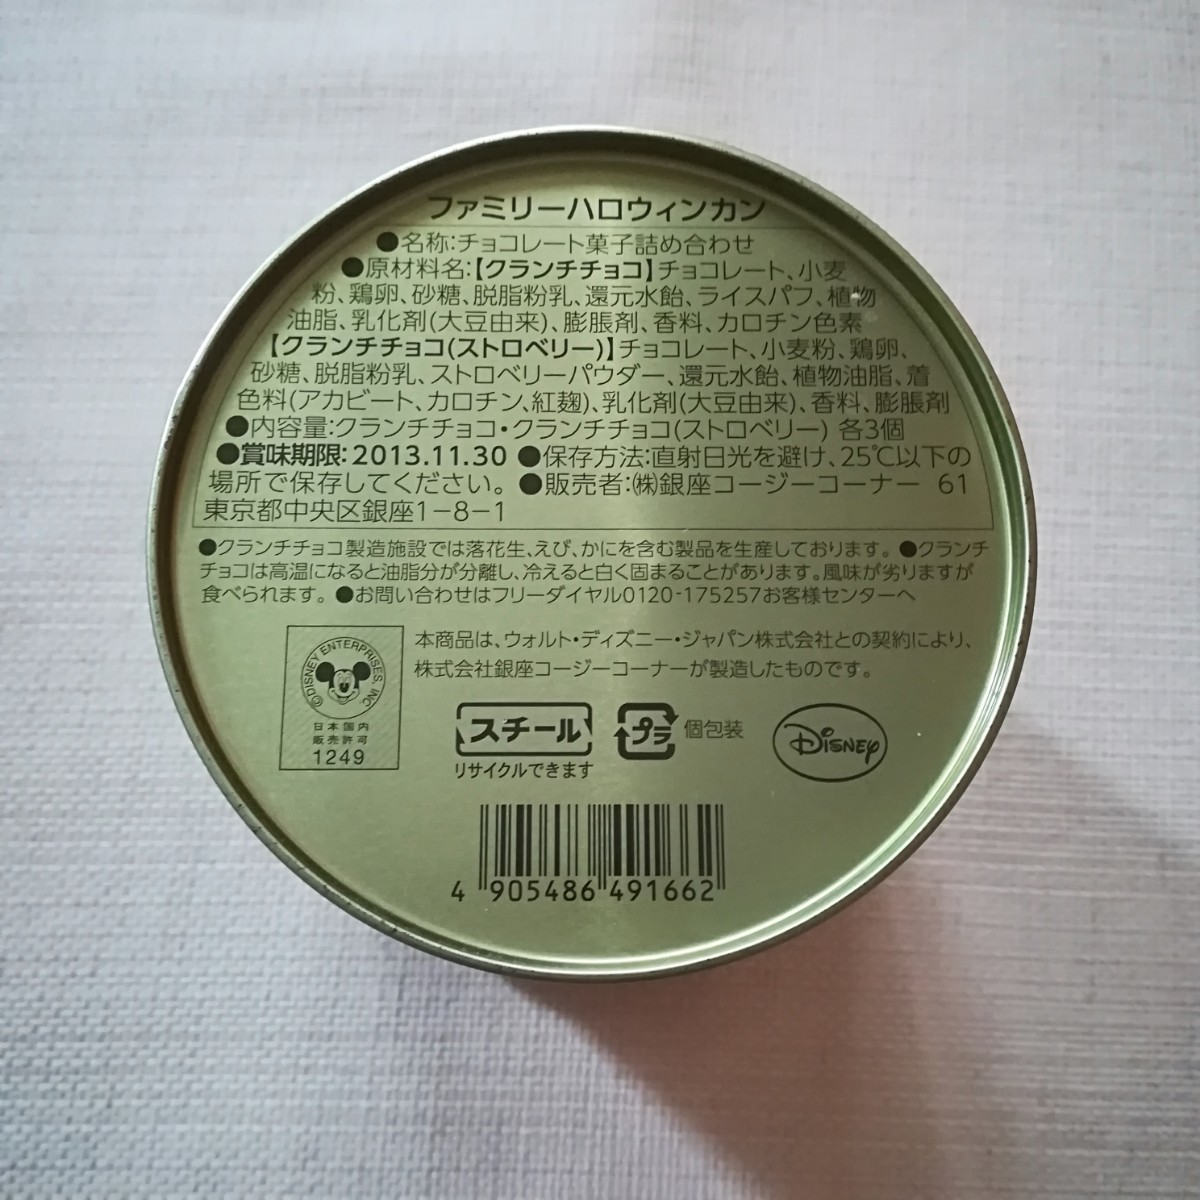 ファミリーハロウィンカン
●名称:チョコレート菓子詰め合わせ
●原材料名:【クランチチョコ】チョコレート、小麦
粉、鶏卵、砂糖、脱脂粉乳、還元水飴、ライスパフ、植物
油脂、乳化剤(大豆由来)、膨脹剤、香料、カロチン色素
【クランチチョコ(ストロベリー)】チョコレート、小麦粉、鶏卵、
砂糖、脱脂粉乳、ストロベリーパウダー、還元水飴、植物油脂、着
色料(アカビート、カロチン、紅麹)、乳化剤(大豆由来)、香料、膨脹剤
●内容量:クランチチョコ・クランチチョコ(ストロベリー) 各3個
●賞味期限:2013.11.30 ●保存方法:直射日光を避け、25℃以下の
場所で保存してください。 ●販売者:㈱銀座コージーコーナー 61
東京都中央区銀座1-8-1
●クランチチョコ製造施設では落花生、えび、かにを含む製品を生産しております。 ●クランチ
チョコは高温になると油脂分が分離し、冷えると白く固まることがあります。風味が劣りますが
食べられます。 ●お問い合わせはフリーダイヤル0120-175257お客様センターへ
本商品は、ウォルト・ディズニー・ジャパン株式会社との契約により、
株式会社銀座コージーコーナーが製造したものです。
©DISNEY ENTERPRISES, INC.
日本国内
販売許可
1249
スチール
リサイクルできます
プラ
個包装
DISNEY
4 905486 491662